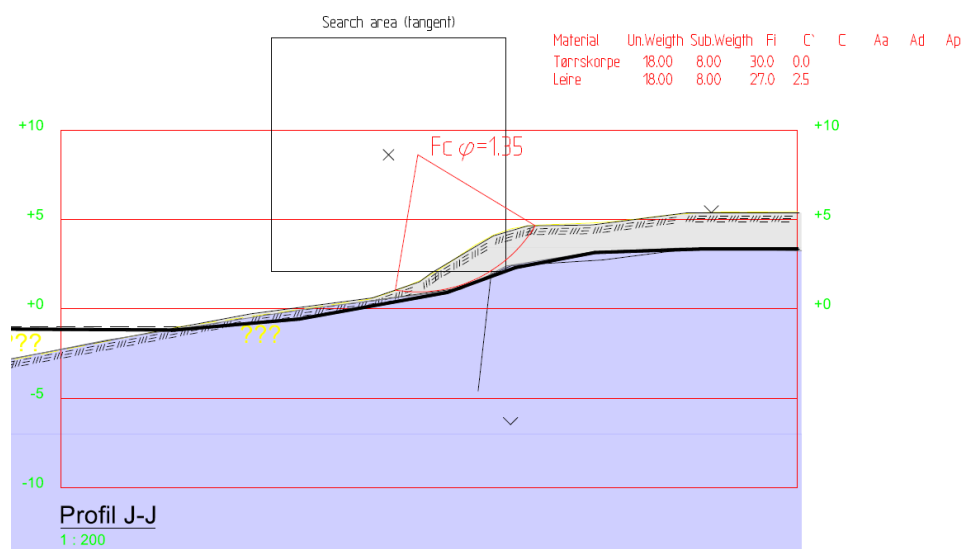 Search area (tangent)
Material Un.Weigth Sub.Weigth Fi C` C Aa Ad Ap
Tørrskorpe 18.00 8.00 30.0 0.0
Leire 18.00 8.00 27.0 2.5
+10 +10
Fc φ=1.35
+5 +5
+0 +0
???
???
-5
-10
Profil J-J
1 : 200